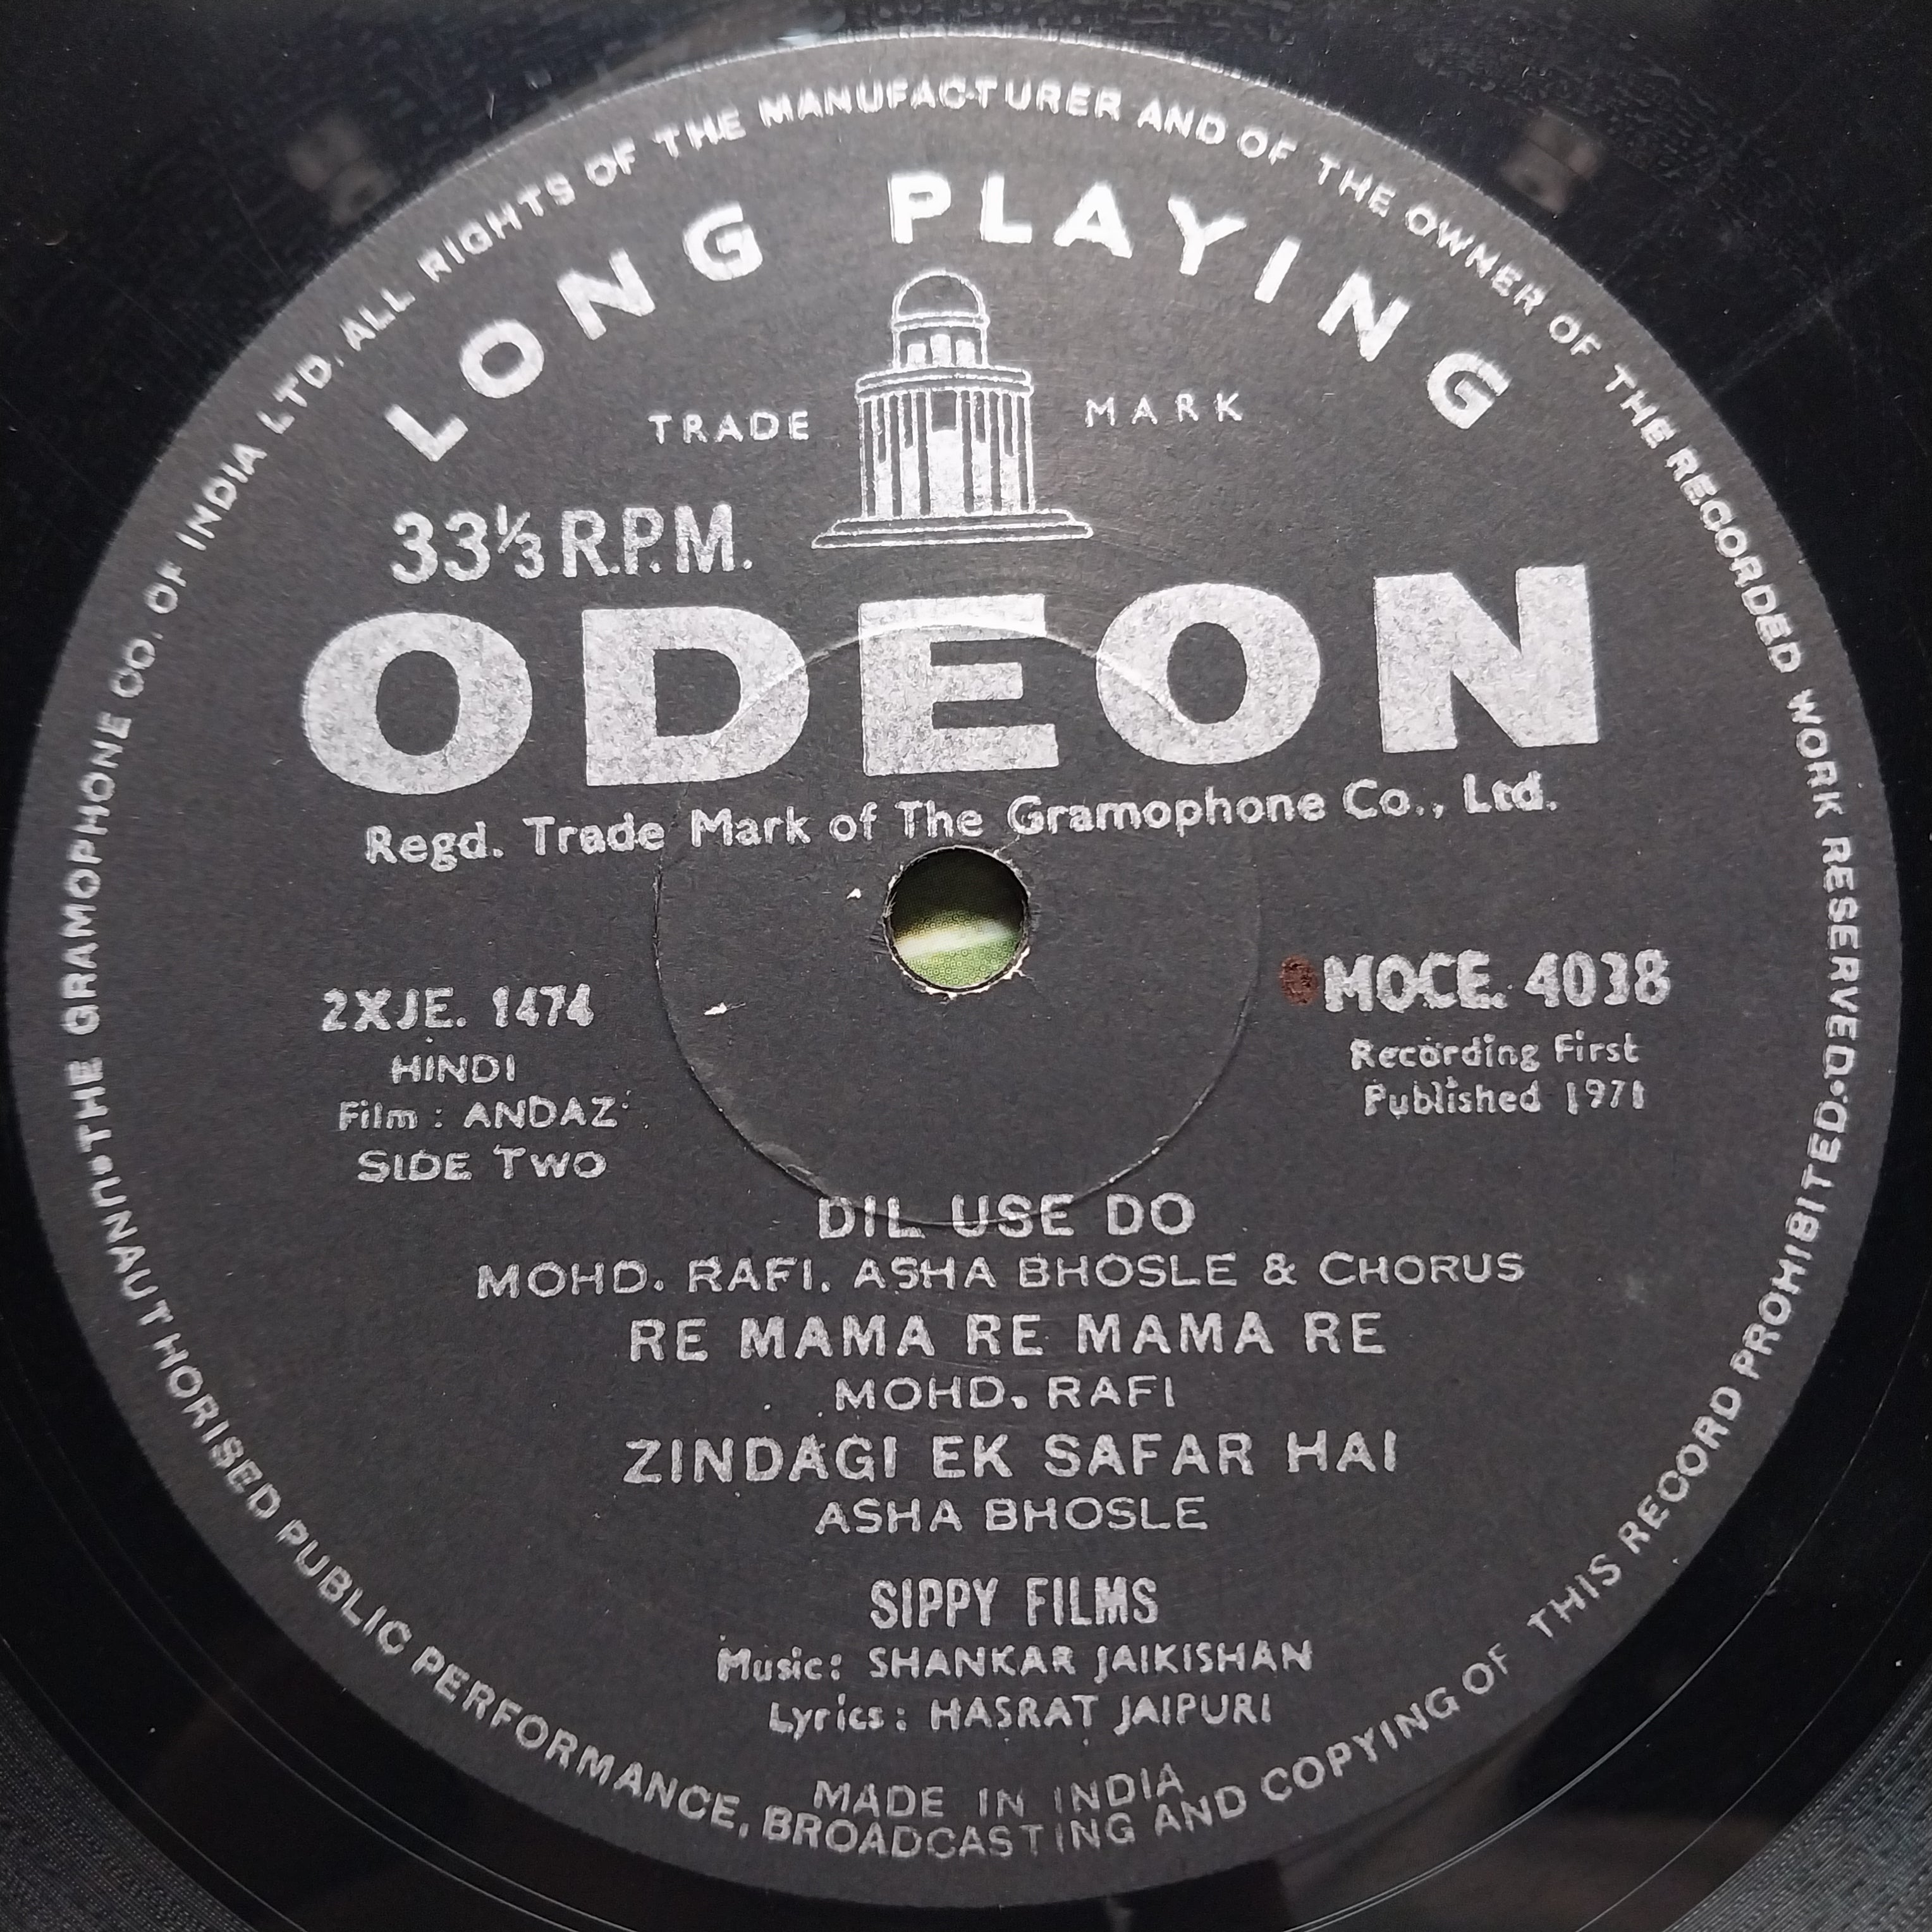 THE GRAMOPHONE CO. OF INDIA LTD. ALL RIGHTS OF THE MANUFACTURER AND OF THE OWNER OF THE RECORDED WORK RESERVED.
UNAUTHORISED PUBLIC PERFORMANCE, BROADCASTING AND COPYING OF THIS RECORD PROHIBITED.
LONG PLAYING
TRADE MARK
33⅓ R.P.M.
ODEON
Regd. Trade Mark of The Gramophone Co., Ltd.
2XJE. 1474
HINDI
Film : ANDAZ
SIDE TWO
MOCE. 4038
Recording First
Published 1971
DIL USE DO
MOHD. RAFI, ASHA BHOSLE & CHORUS
RE MAMA RE MAMA RE
MOHD. RAFI
ZINDAGI EK SAFAR HAI
ASHA BHOSLE
SIPPY FILMS
Music: SHANKAR JAIKISHAN
Lyrics : HASRAT JAIPURI
MADE IN INDIA